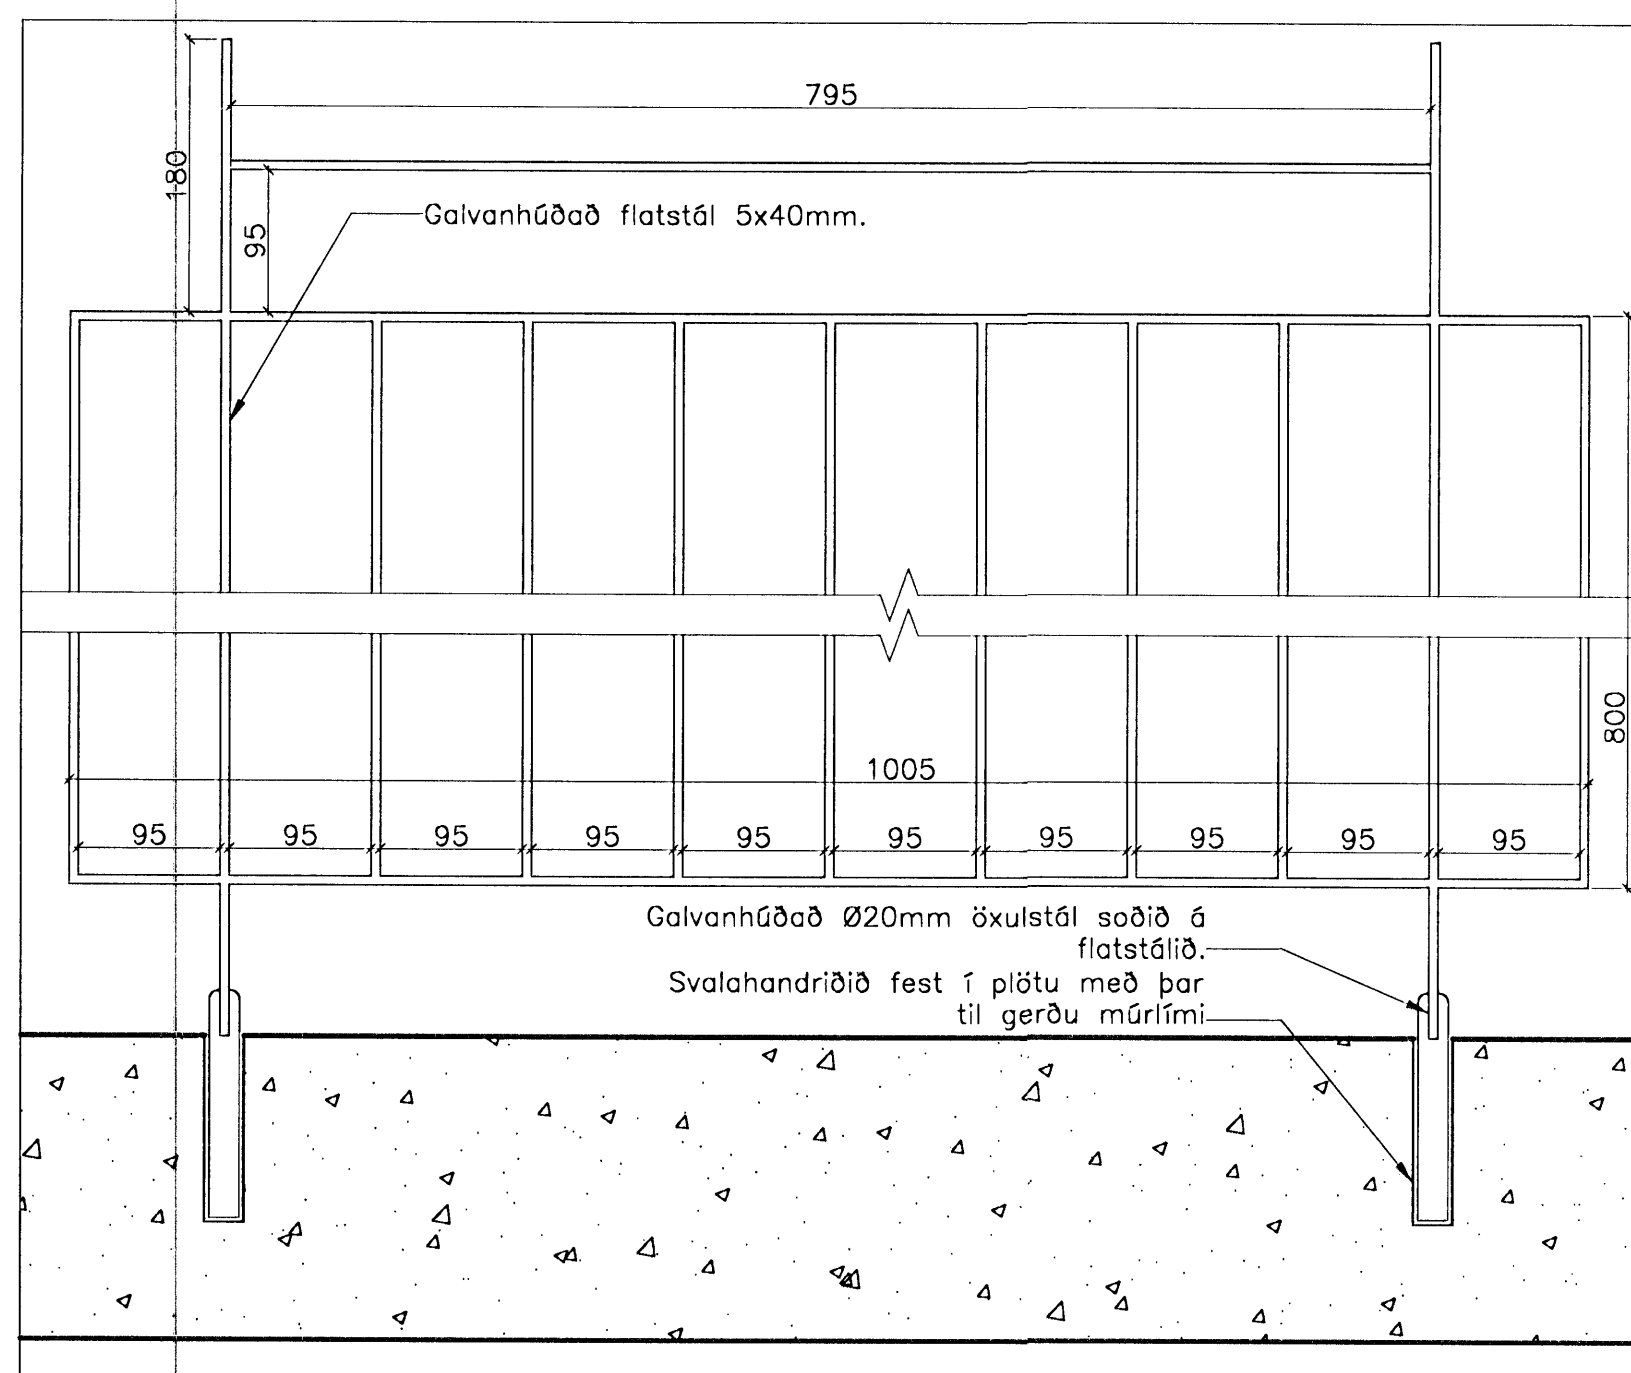 795
180
Galvanhúðað flatstál 5x40mm.
95
800
1005
95 95 95 95 95 95 95 95 95 95
Galvanhúðað Ø20mm öxulstál soðið á
flatstálið.
Svalahandriðið fest í plötu með þar
til gerðu múrlími